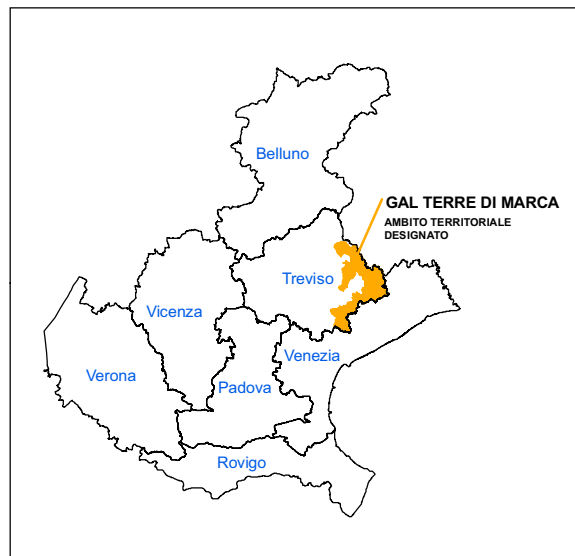 Belluno
GAL TERRE DI MARCA
AMBITO TERRITORIALE
DESIGNATO
Treviso
Vicenza
Venezia
Verona
Padova
Rovigo